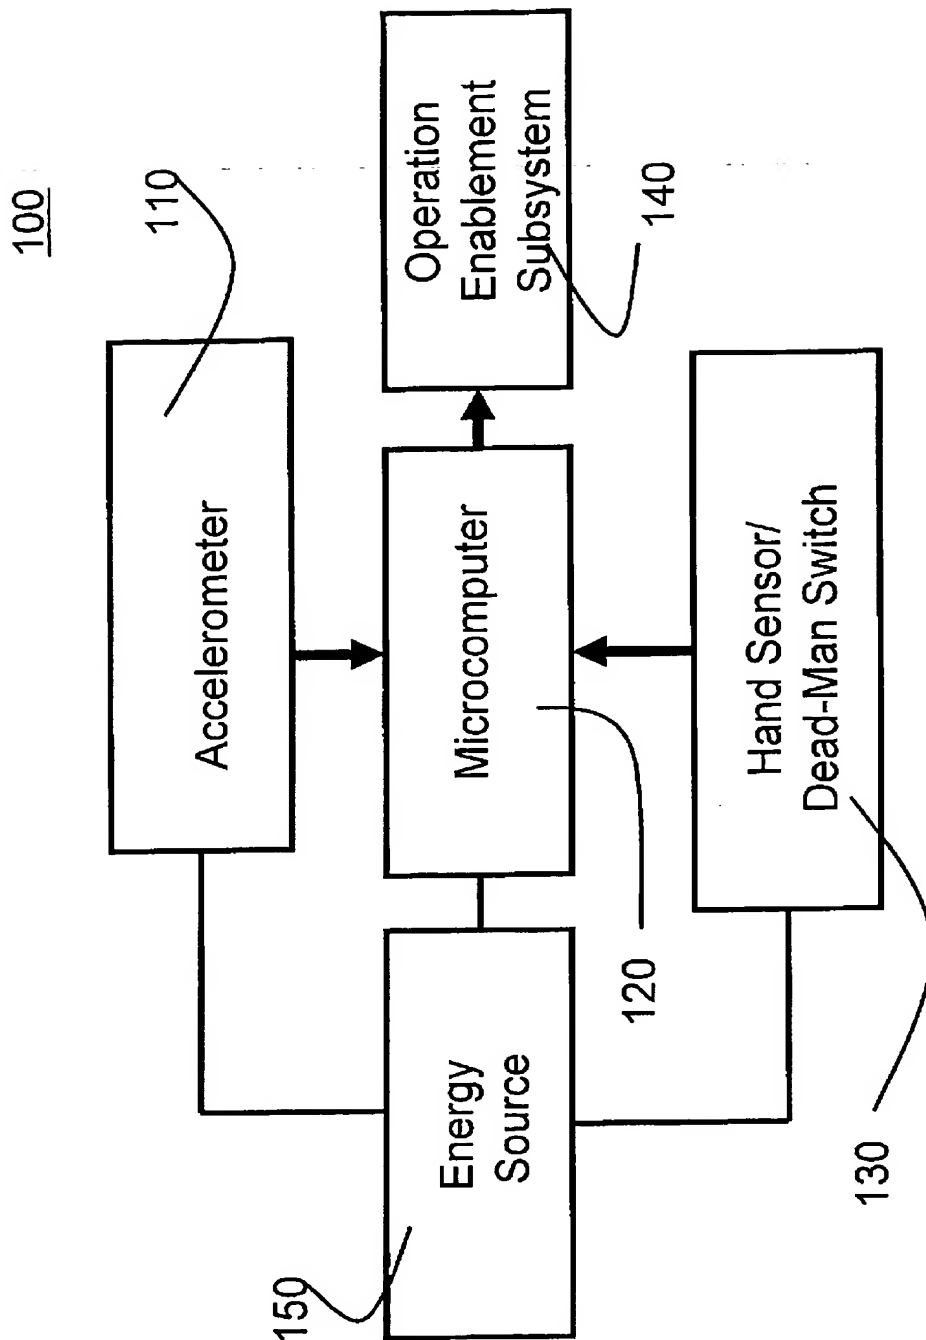 100
110
Accelerometer
Operation
Enablement
Subsystem
140
Microcomputer
Energy
Source
150
120
Hand Sensor/
Dead-Man Switch
130